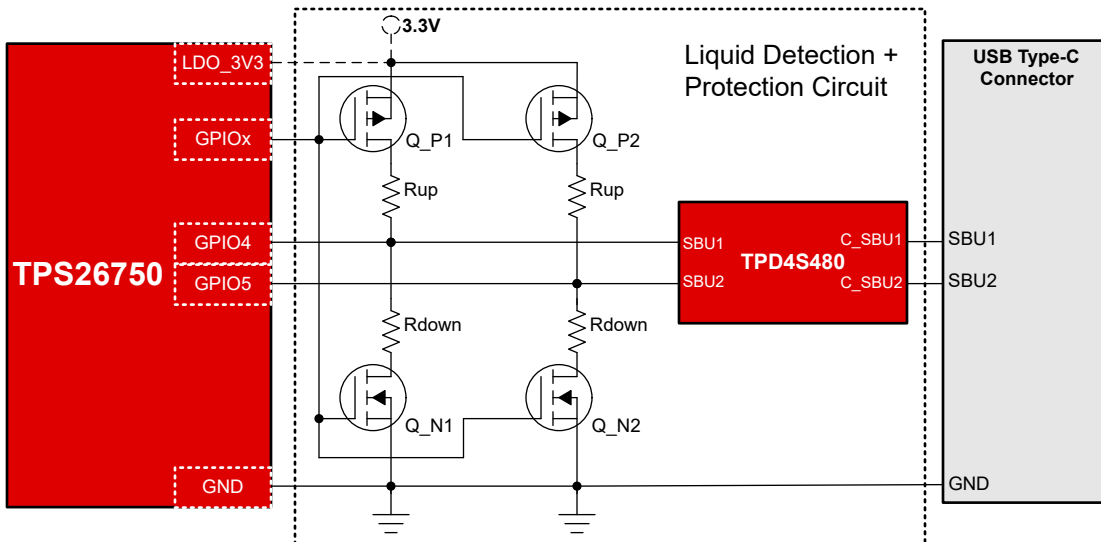 3.3V
LDO_3V3
Liquid Detection +
Protection Circuit
USB Type-C
Connector
GPIOx
Q_P1
Q_P2
Rup
Rup
GPIO4
SBU1
C_SBU1
SBU1
TPS26750
TPD4S480
GPIO5
SBU2
C_SBU2
SBU2
Rdown
Rdown
Q_N1
Q_N2
GND
GND